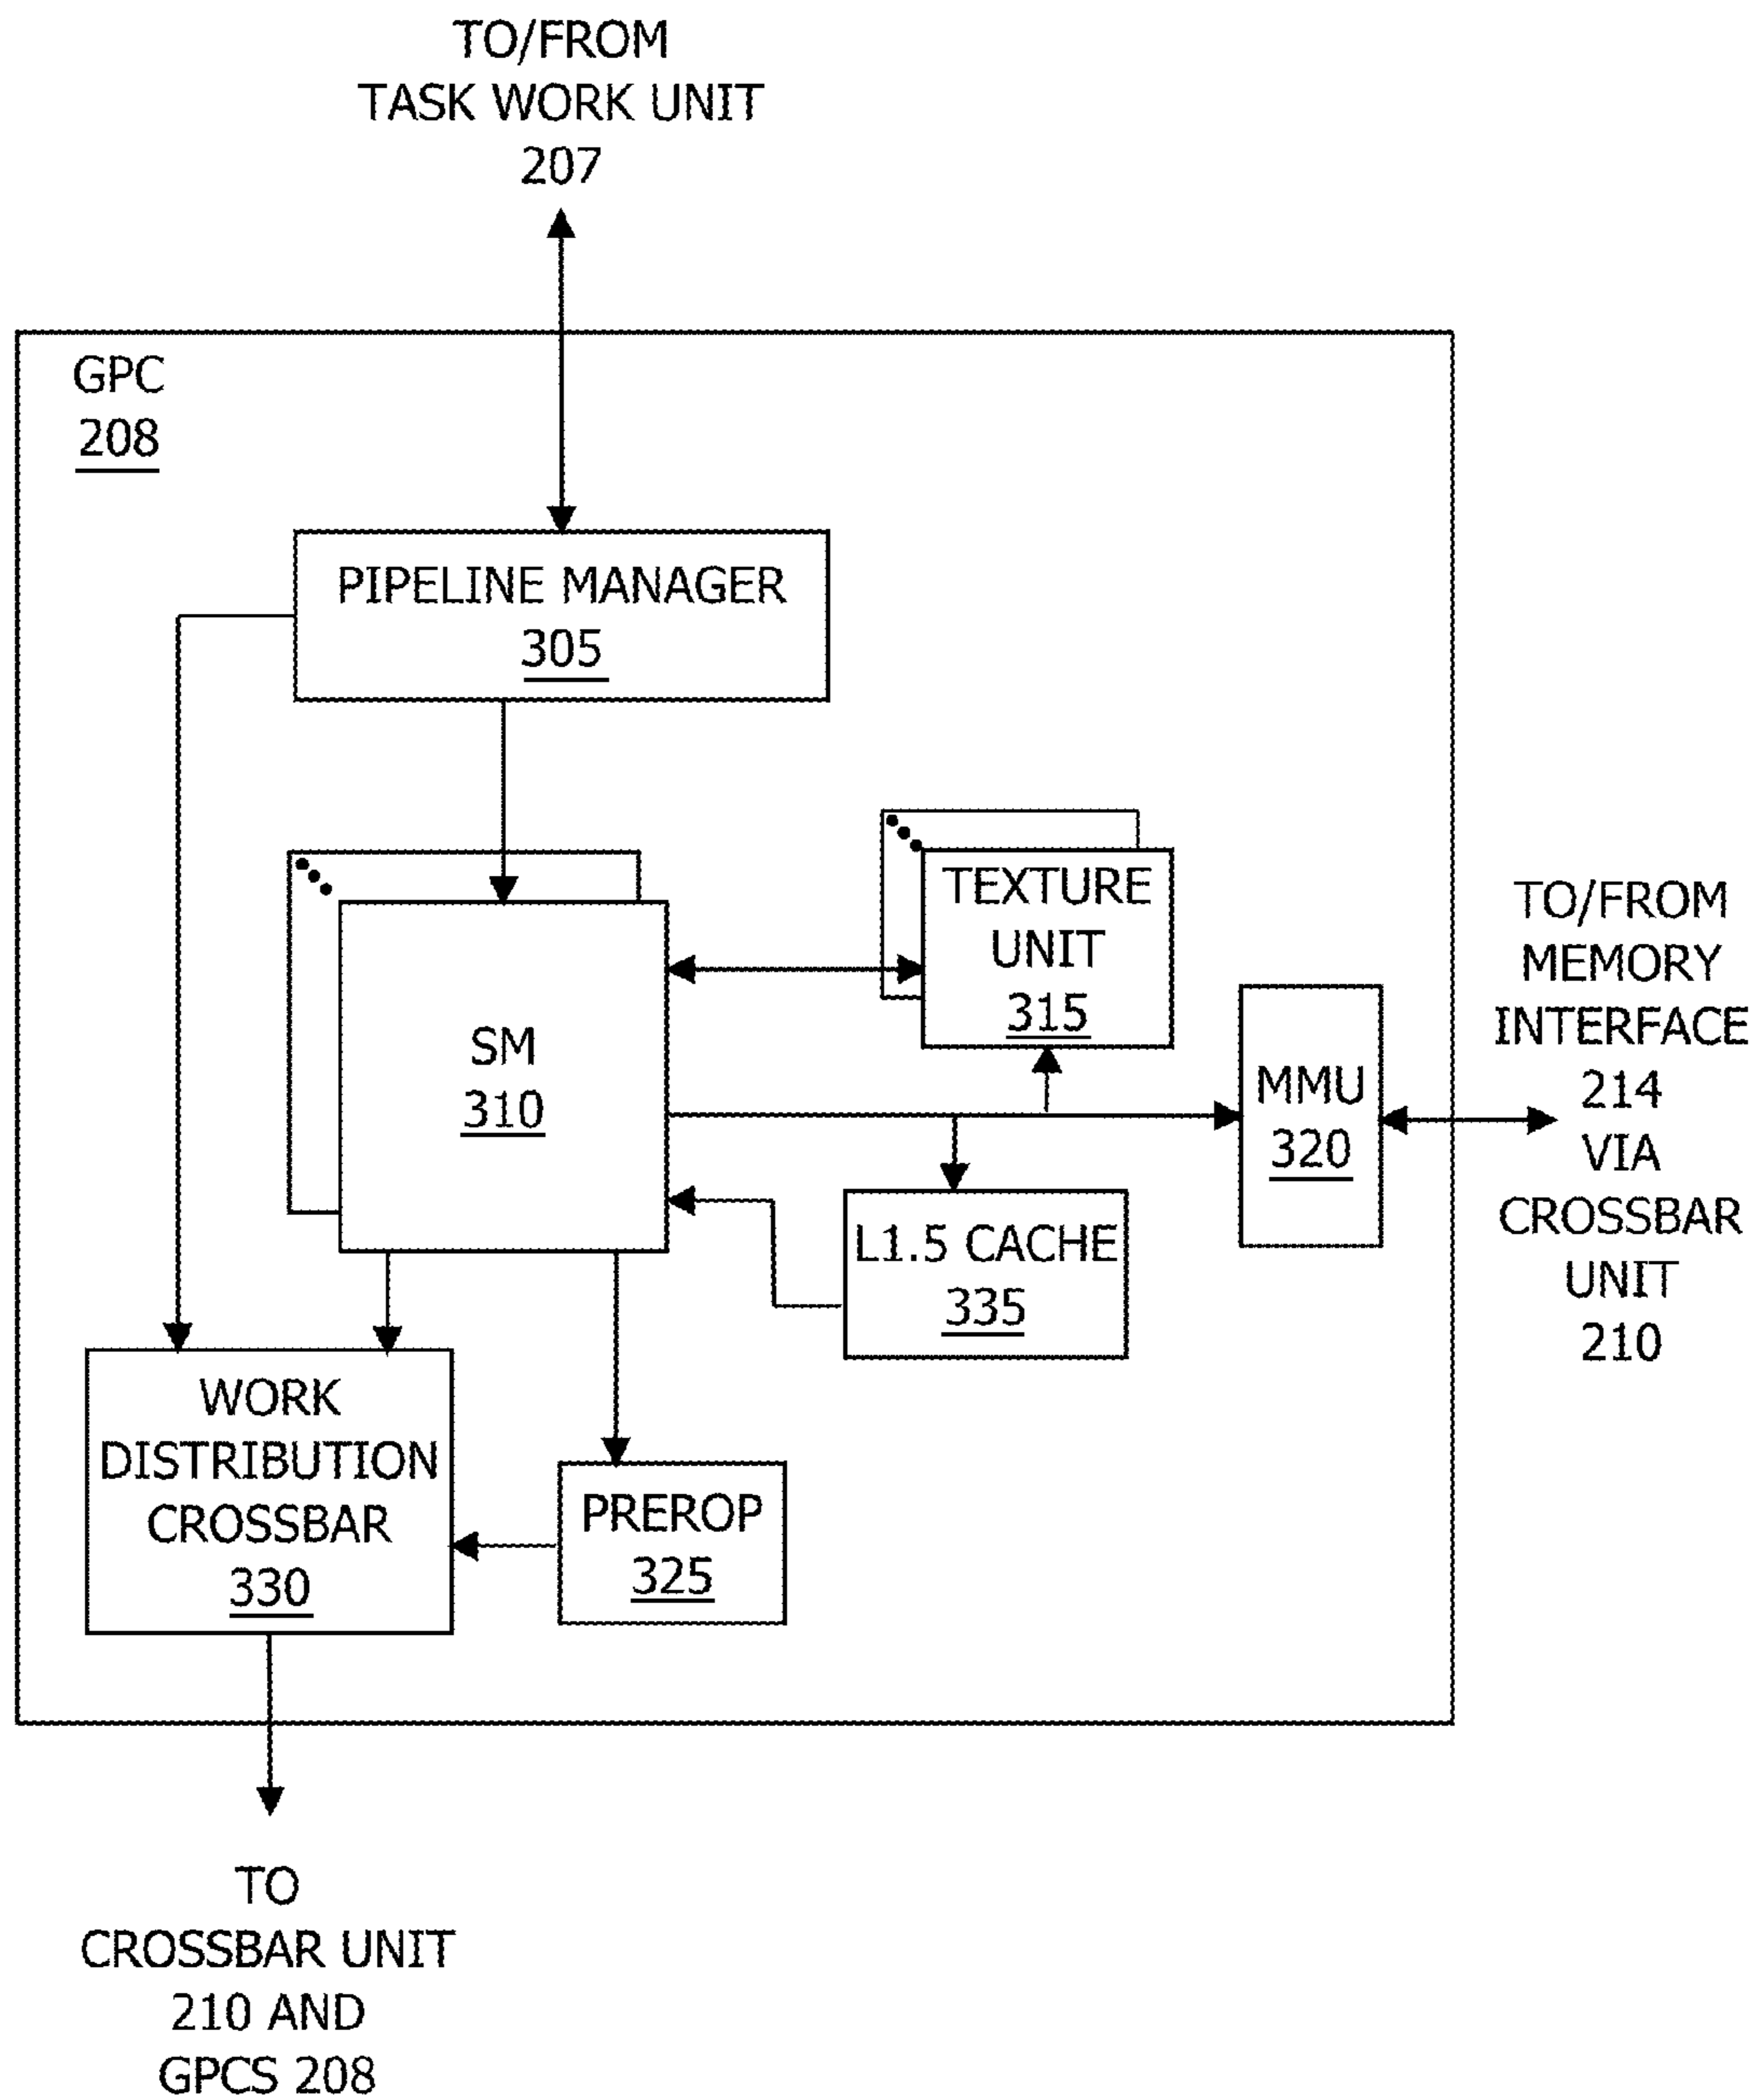 TO/FROM
TASK WORK UNIT
207
GPC
208
PIPELINE MANAGER
305
TEXTURE
UNIT
315
SM
310
MMU
320
TO/FROM
MEMORY
INTERFACE
214
VIA
CROSSBAR
UNIT
210
L1.5 CACHE
335
WORK
DISTRIBUTION
CROSSBAR
330
PREROP
325
TO
CROSSBAR UNIT
210 AND
GPCS 208